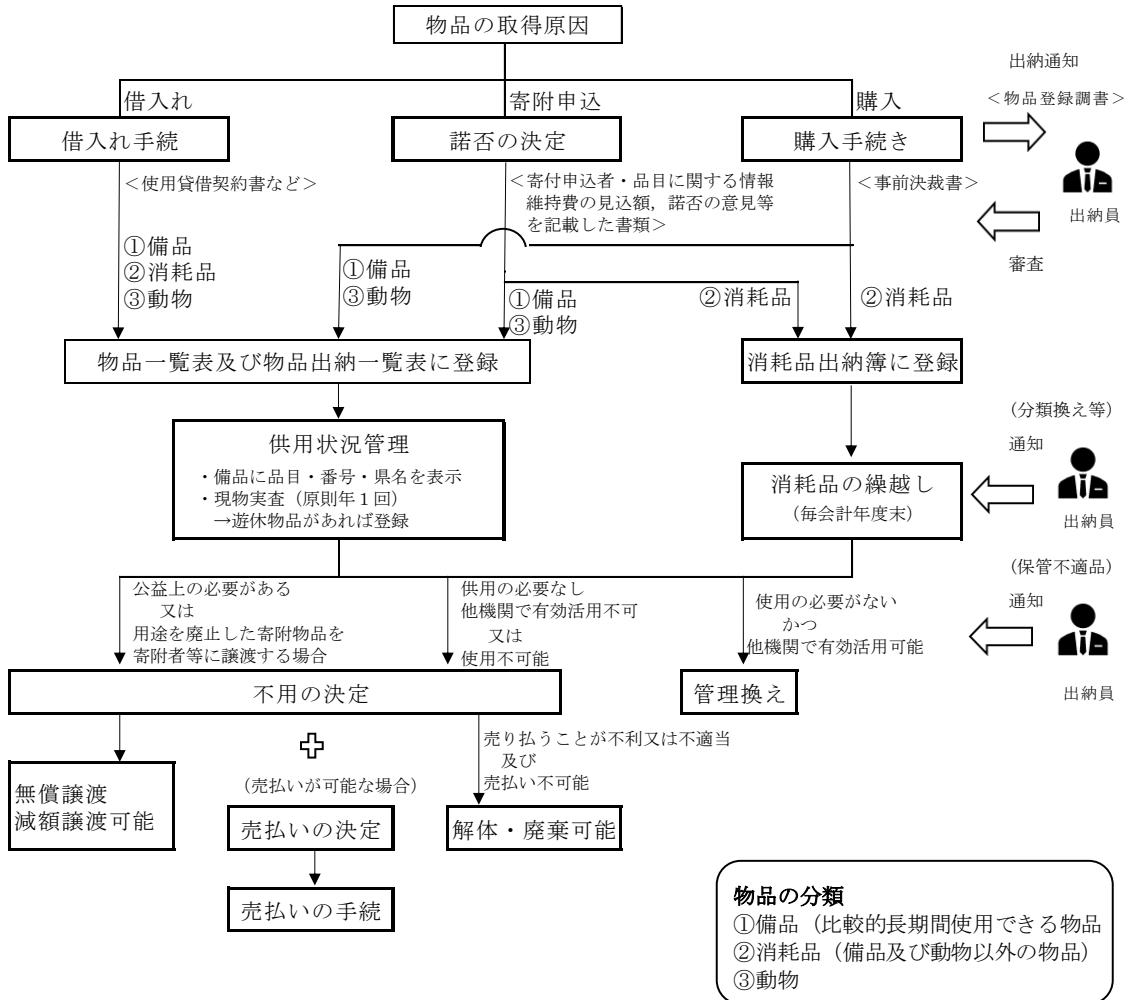 物品の取得原因
出納通知
借入れ
寄附申込
購入
＜物品登録調書＞
借入れ手続
諾否の決定
購入手続き
＜使用貸借契約書など＞
＜寄付申込者・品目に関する情報
維持費の見込額，諾否の意見等
を記載した書類＞
＜事前決裁書＞
出納員
審査
①備品
②消耗品
③動物
①備品
③動物
①備品
③動物
②消耗品
②消耗品
物品一覧表及び物品出納一覧表に登録
消耗品出納簿に登録
供用状況管理
・備品に品目・番号・県名を表示
・現物実査（原則年１回）
→遊休物品があれば登録
消耗品の繰越し
（毎会計年度末）
（分類換え等）
通知
出納員
公益上の必要がある
又は
用途を廃止した寄附物品を
寄附者等に譲渡する場合
供用の必要なし
他機関で有効活用不可
又は
使用不可能
使用の必要がない
かつ
他機関で有効活用可能
（保管不適品）
通知
出納員
不用の決定
管理換え
売り払うことが不利又は不適当
及び
売払い不可能
無償譲渡
減額譲渡可能
（売払いが可能な場合）
売払いの決定
解体・廃棄可能
売払いの手続
物品の分類
①備品（比較的長期間使用できる物品
②消耗品（備品及び動物以外の物品）
③動物